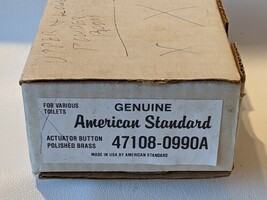 FOR VARIOUS
TOILETS
GENUINE
American Standard
ACTUATOR BUTTON
POLISHED BRASS
47108-0990A
MADE IN USA BY AMERICAN STANDARD